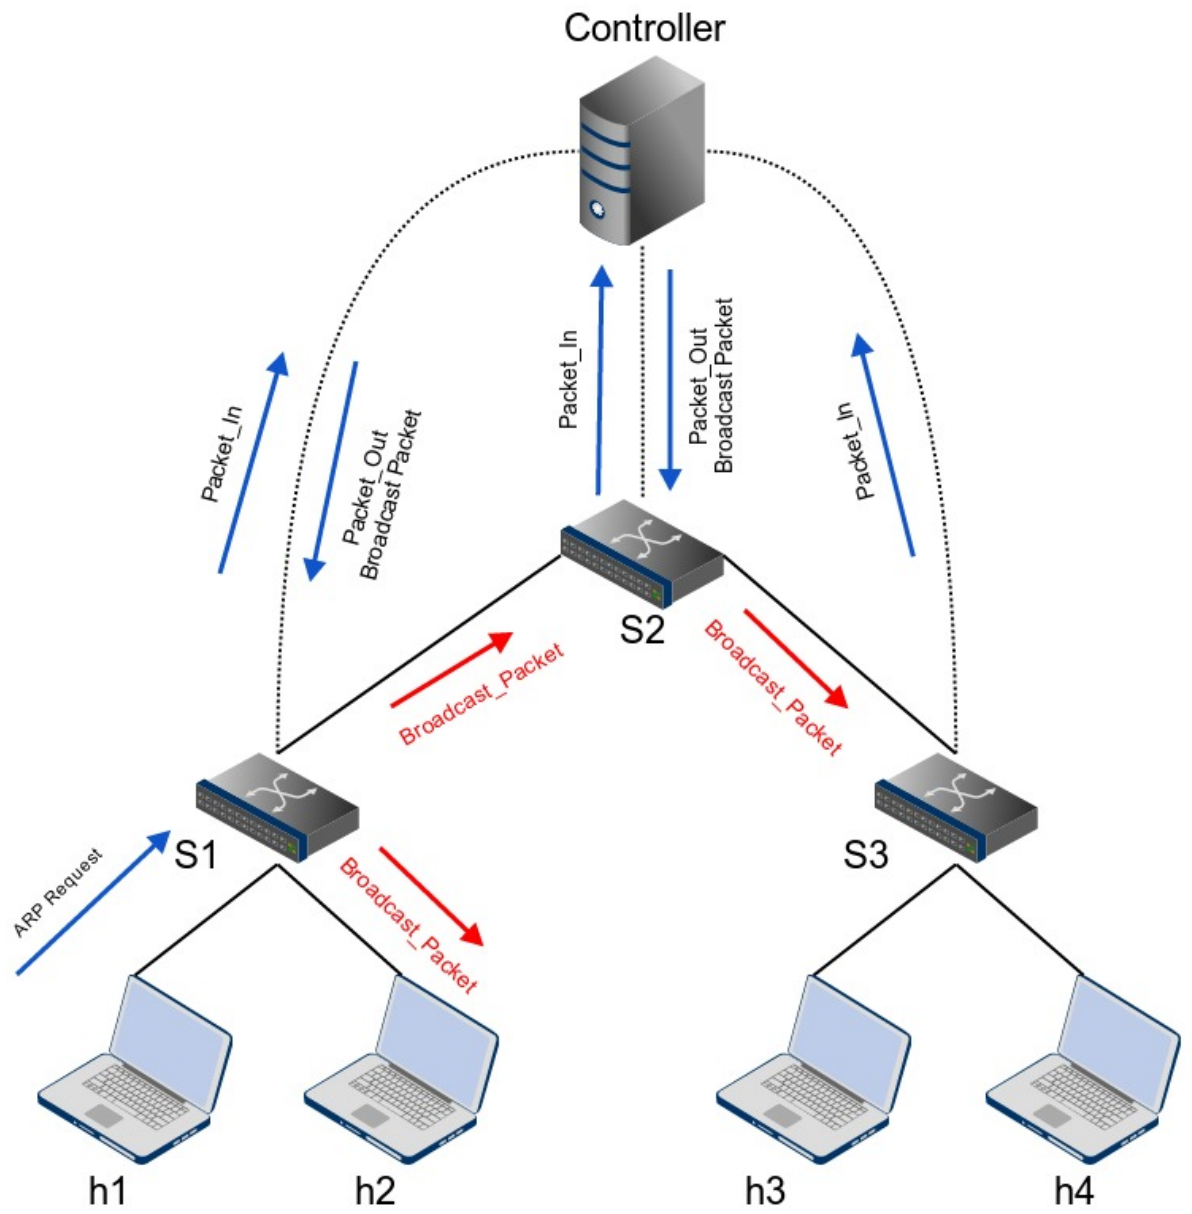 Controller
Packet_In
Packet_Out
Broadcast Packet
Packet_In
Packet_Out
Broadcast Packet
Packet_In
S2
Broadcast_Packet
Broadcast_Packet
S1
S3
ARP Request
Broadcast_Packet
h1
h2
h3
h4